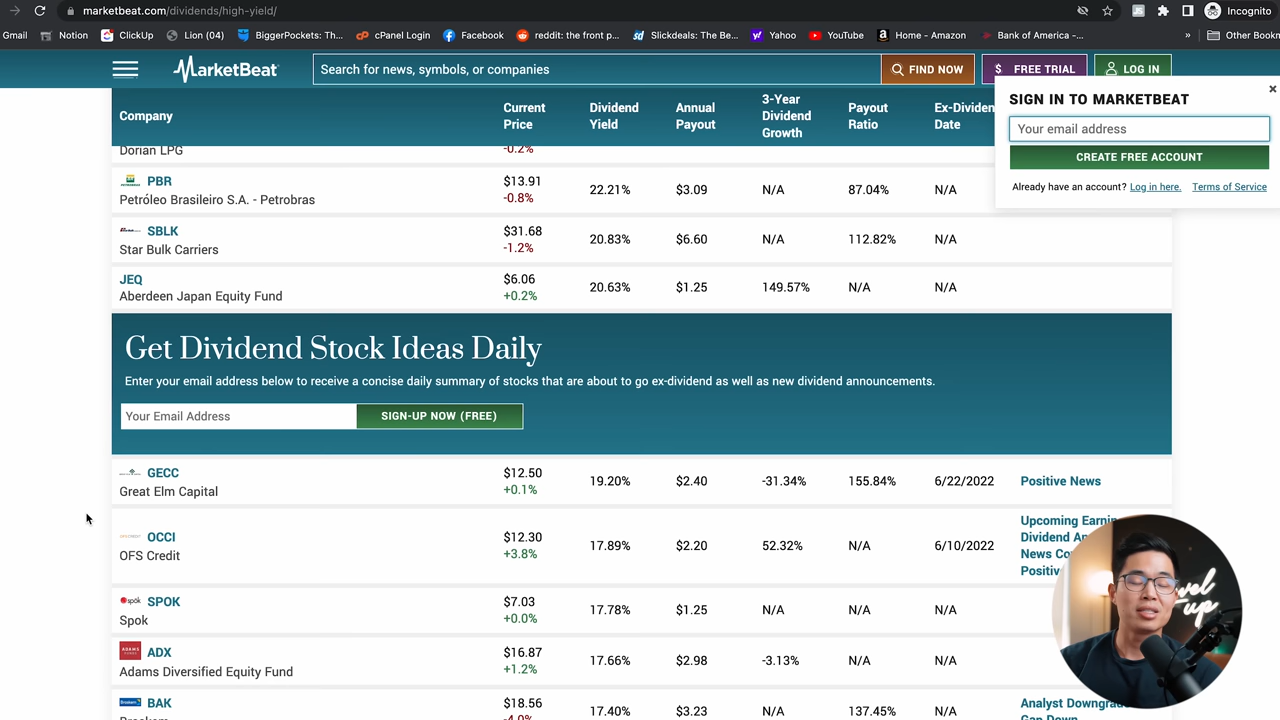 marketbeat.com/dividends/high-yield/
Incognito
Gmail
Notion
ClickUp
Lion (04)
BiggerPockets: Th...
cPanel Login
Facebook
reddit: the front p...
Slickdeals: The Be...
Yahoo
YouTube
Home - Amazon
Bank of America -...
»
Other Bookm
MarketBeat
Search for news, symbols, or companies
FIND NOW
$ FREE TRIAL
LOG IN
SIGN IN TO MARKETBEAT
Your email address
CREATE FREE ACCOUNT
Already have an account? Log in here. Terms of Service
Company
Current Price
Dividend Yield
Annual Payout
3-Year Dividend Growth
Payout Ratio
Ex-Dividen
Date
Dorian LPG
-0.2%
PBR
Petróleo Brasileiro S.A. - Petrobras
$13.91
-0.8%
22.21%
$3.09
N/A
87.04%
N/A
SBLK
Star Bulk Carriers
$31.68
-1.2%
20.83%
$6.60
N/A
112.82%
N/A
JEQ
Aberdeen Japan Equity Fund
$6.06
+0.2%
20.63%
$1.25
149.57%
N/A
N/A
Get Dividend Stock Ideas Daily
Enter your email address below to receive a concise daily summary of stocks that are about to go ex-dividend as well as new dividend announcements.
Your Email Address
SIGN-UP NOW (FREE)
GECC
Great Elm Capital
$12.50
+0.1%
19.20%
$2.40
-31.34%
155.84%
6/22/2022
Positive News
OCCI
OFS Credit
$12.30
+3.8%
17.89%
$2.20
52.32%
N/A
6/10/2022
Upcoming Earnin
Dividend An
News Co
Positiv
SPOK
Spok
$7.03
+0.0%
17.78%
$1.25
N/A
N/A
N/A
ADX
Adams Diversified Equity Fund
$16.87
+1.2%
17.66%
$2.98
-3.13%
N/A
N/A
BAK
Braskem
$18.56
-4.0%
17.40%
$3.23
N/A
137.45%
N/A
Analyst Downgra
Gap Down
level
up